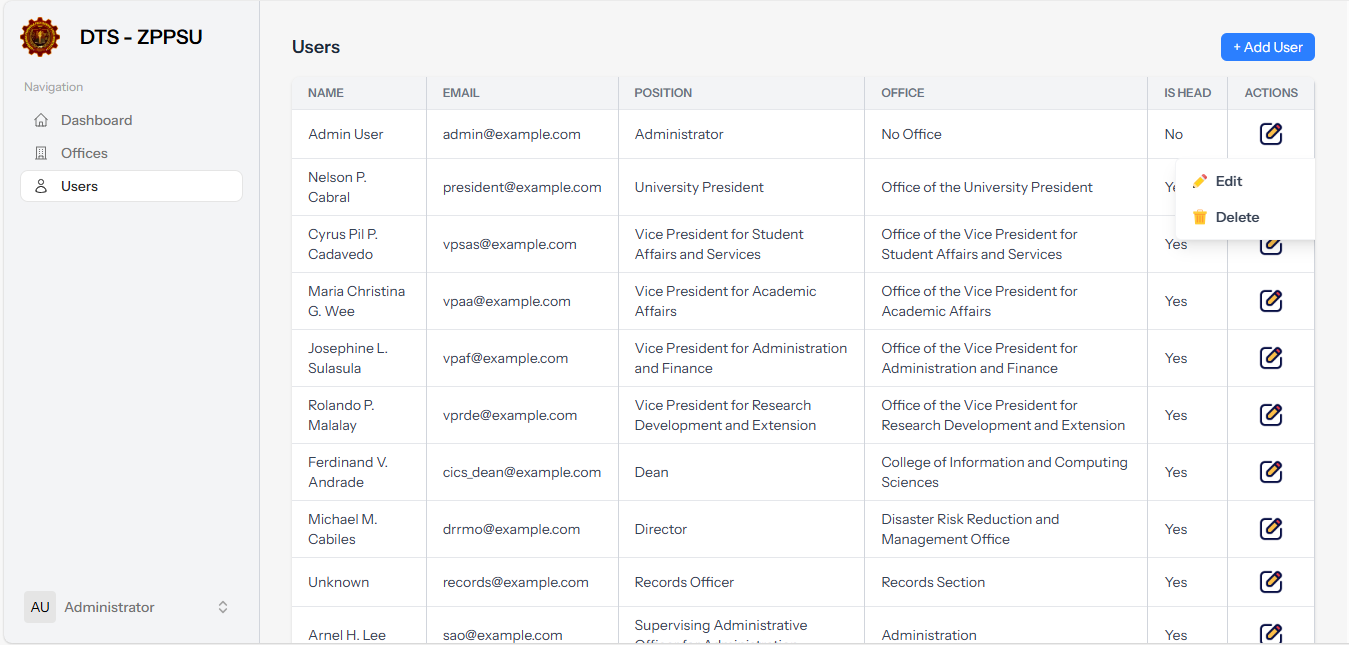 DTS - ZPPSU
Navigation
Dashboard
Offices
Users
AU Administrator
Users
+ Add User
NAME EMAIL POSITION OFFICE IS HEAD ACTIONS
Admin User admin@example.com Administrator No Office No
Nelson P.
Cabral
president@example.com University President Office of the University President
Edit
Delete
Cyrus Pil P.
Cadavedo
vpsas@example.com
Vice President for Student
Affairs and Services
Office of the Vice President for
Student Affairs and Services
Yes
Maria Christina
G. Wee
vpaa@example.com
Vice President for Academic
Affairs
Office of the Vice President for
Academic Affairs
Yes
Josephine L.
Sulasula
vpaf@example.com
Vice President for Administration
and Finance
Office of the Vice President for
Administration and Finance
Yes
Rolando P.
Malalay
vprde@example.com
Vice President for Research
Development and Extension
Office of the Vice President for
Research Development and Extension
Yes
Ferdinand V.
Andrade
cics_dean@example.com
Dean
College of Information and Computing
Sciences
Yes
Michael M.
Cabiles
drrmo@example.com
Director
Disaster Risk Reduction and
Management Office
Yes
Unknown records@example.com Records Officer Records Section Yes
Arnel H. Lee
sao@example.com
Supervising Administrative
Administration
Yes